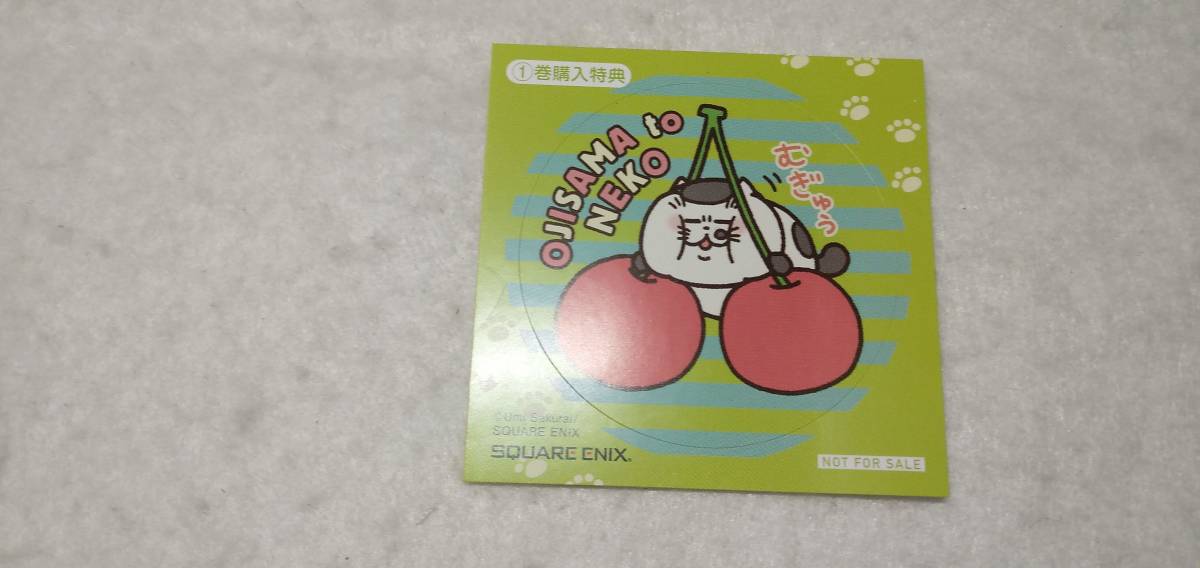 ①巻購入特典
OJISAMA to
NEKO
むぎゅぅ
©Umi Sakurai/
SQUARE ENIX
SQUARE ENIX®
NOT FOR SALE